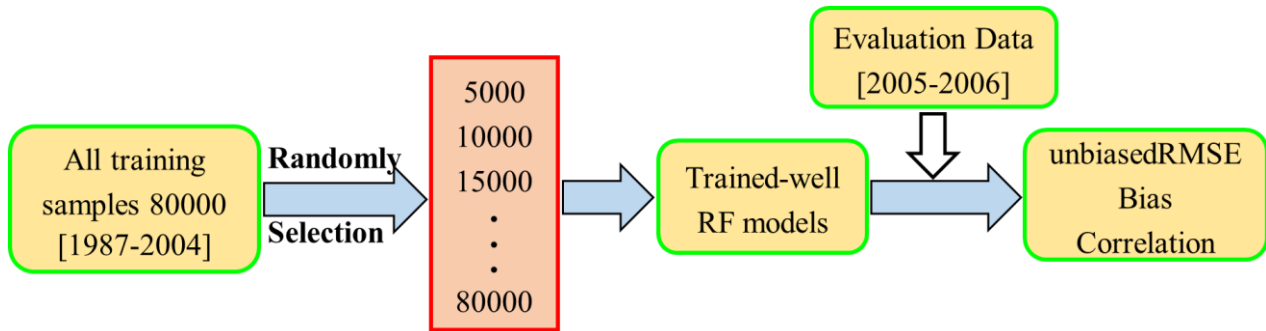 All training
samples 80000
[1987-2004]
Randomly
Selection
5000
10000
15000
.
.
.
80000
Trained-well
RF models
Evaluation Data
[2005-2006]
unbiasedRMSE
Bias
Correlation